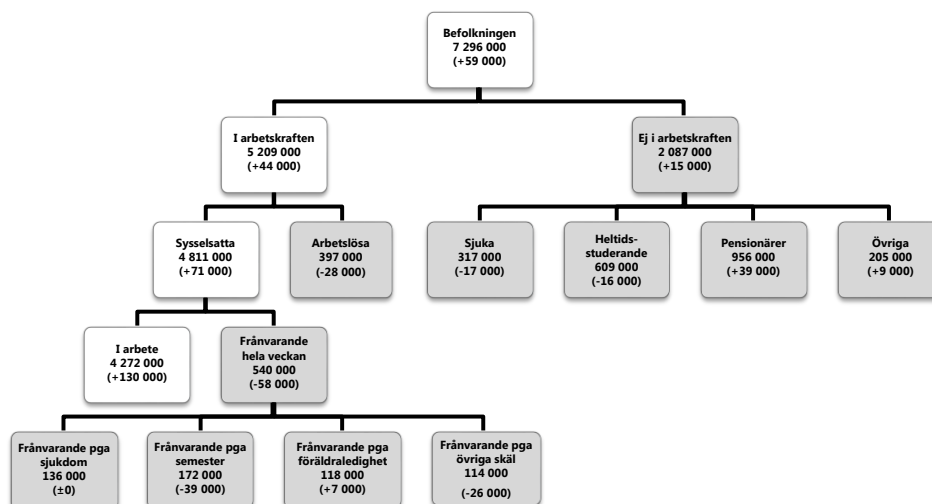 Befolkningen
7 296 000
(+59 000)
I arbetskraften
5 209 000
(+44 000)
Ej i arbetskraften
2 087 000
(+15 000)
Sysselsatta
4 811 000
(+71 000)
Arbetslösa
397 000
(-28 000)
Sjuka
317 000
(-17 000)
Heltids-
studerande
609 000
(-16 000)
Pensionärer
956 000
(+39 000)
Övriga
205 000
(+9 000)
I arbete
4 272 000
(+130 000)
Frånvarande
hela veckan
540 000
(-58 000)
Frånvarande pga
sjukdom
136 000
(±0)
Frånvarande pga
semester
172 000
(-39 000)
Frånvarande pga
föräldraledighet
118 000
(+7 000)
Frånvarande pga
övriga skäl
114 000
(-26 000)